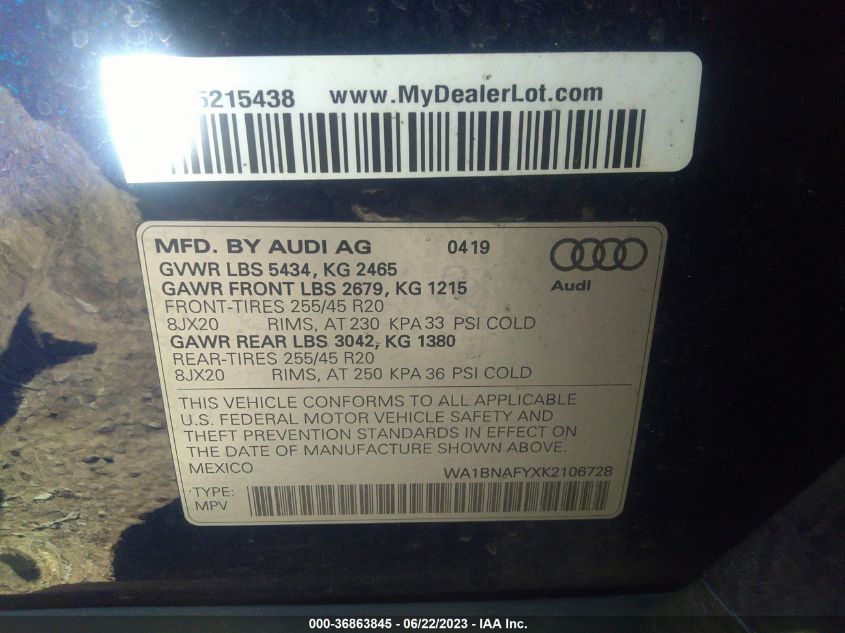 5215438 www.MyDealerLot.com
MFD. BY AUDI AG 0419
GVWR LBS 5434, KG 2465
GAWR FRONT LBS 2679, KG 1215
FRONT-TIRES 255/45 R20
8JX20 RIMS, AT 230 KPA 33 PSI COLD
GAWR REAR LBS 3042, KG 1380
REAR-TIRES 255/45 R20
8JX20 RIMS, AT 250 KPA 36 PSI COLD
Audi
THIS VEHICLE CONFORMS TO ALL APPLICABLE
U.S. FEDERAL MOTOR VEHICLE SAFETY AND
THEFT PREVENTION STANDARDS IN EFFECT ON
THE DATE OF MANUFACTURE SHOWN ABOVE.
MEXICO WA1BNAFYXK2106728
TYPE:
MPV
000-36863845 - 06/22/2023 - IAA Inc.